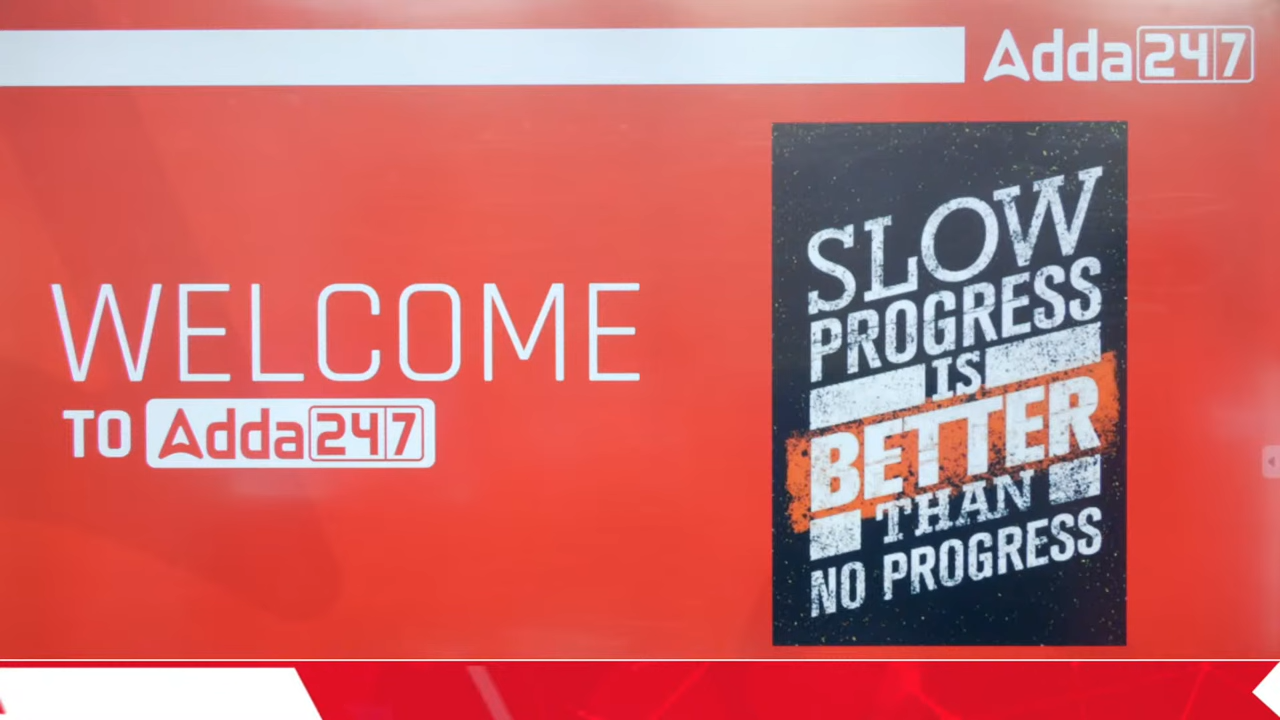 Adda247
WELCOME
TO Adda247
SLOW
PROGRESS
IS
BETTER
THAN
NO PROGRESS